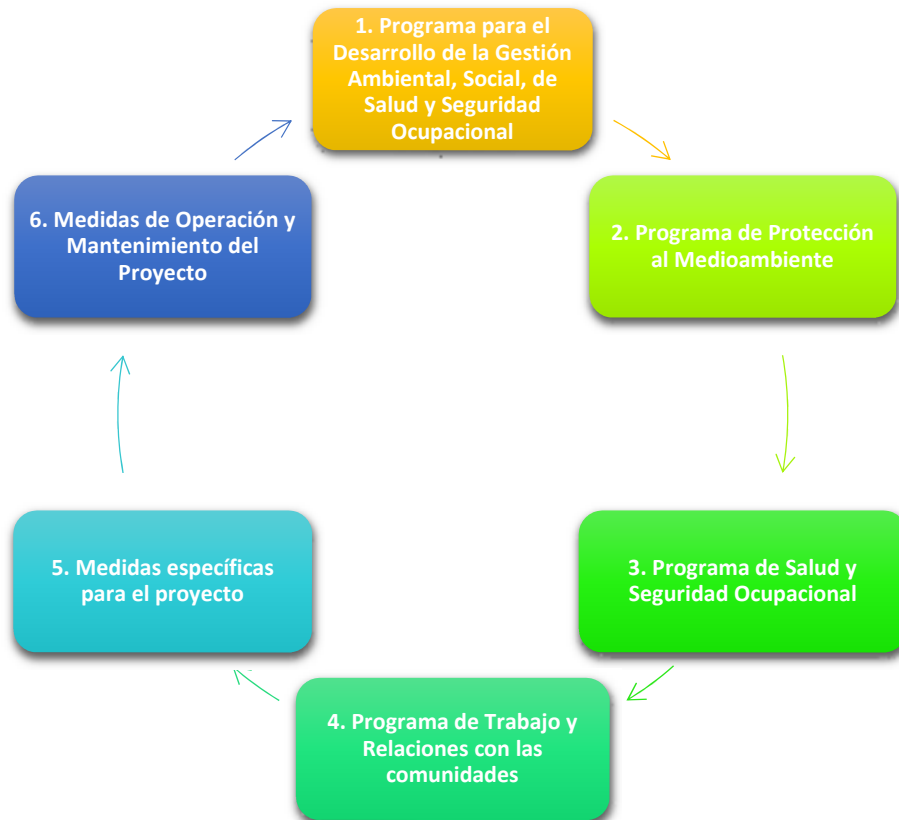 1. Programa para el
Desarrollo de la Gestión
Ambiental, Social, de
Salud y Seguridad
Ocupacional
2. Programa de Protección
al Medioambiente
3. Programa de Salud y
Seguridad Ocupacional
4. Programa de Trabajo y
Relaciones con las
comunidades
5. Medidas específicas
para el proyecto
6. Medidas de Operación y
Mantenimiento del
Proyecto